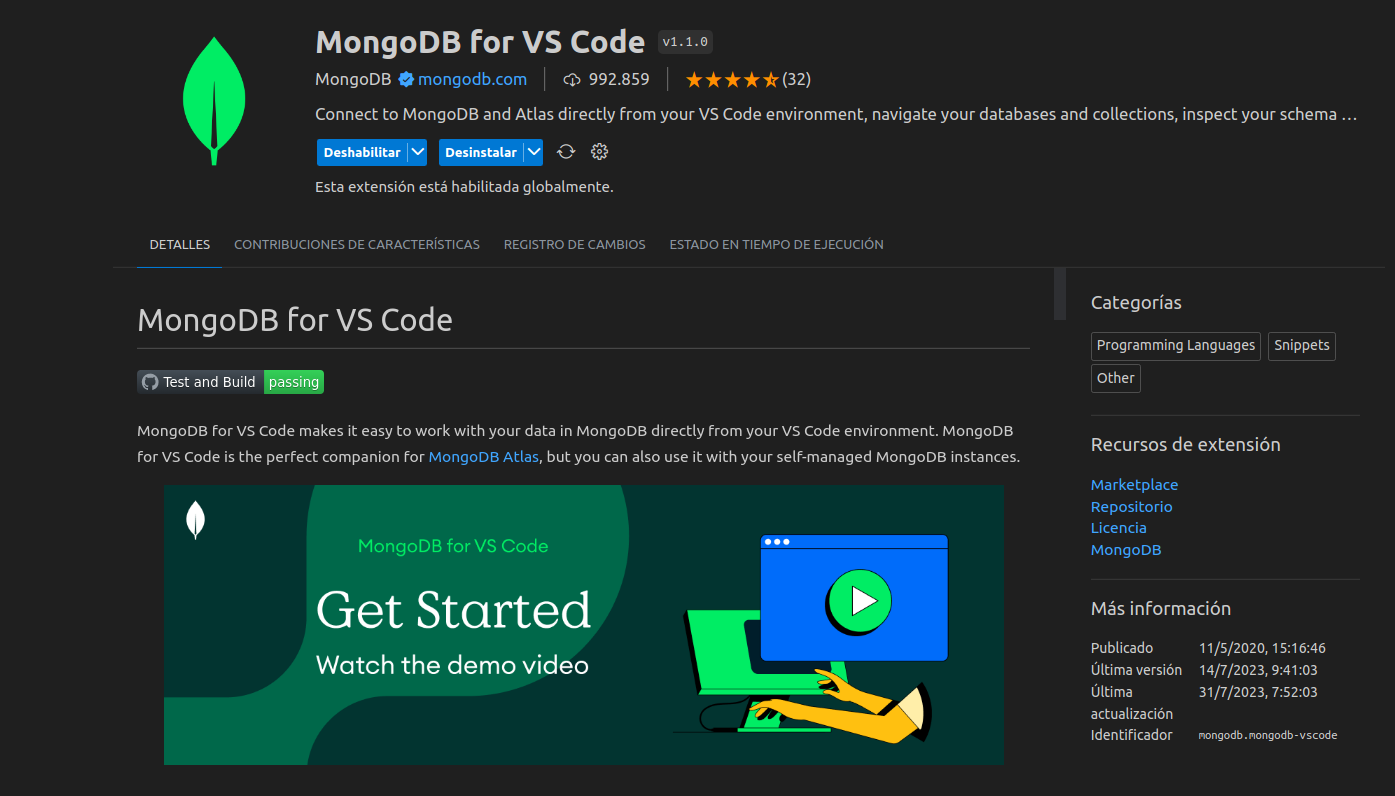 MongoDB for VS Code v1.1.0
MongoDB mongodb.com 992.859 (32)
Connect to MongoDB and Atlas directly from your VS Code environment, navigate your databases and collections, inspect your schema ...
Deshabilitar Desinstalar
Esta extensión está habilitada globalmente.
DETALLES CONTRIBUCIONES DE CARACTERÍSTICAS REGISTRO DE CAMBIOS ESTADO EN TIEMPO DE EJECUCIÓN
MongoDB for VS Code
Test and Build passing
MongoDB for VS Code makes it easy to work with your data in MongoDB directly from your VS Code environment. MongoDB
for VS Code is the perfect companion for MongoDB Atlas, but you can also use it with your self-managed MongoDB instances.
MongoDB for VS Code
Get Started
Watch the demo video
Categorías
Programming Languages Snippets
Other
Recursos de extensión
Marketplace
Repositorio
Licencia
MongoDB
Más información
Publicado 11/5/2020, 15:16:46
Última versión 14/7/2023, 9:41:03
Última 31/7/2023, 7:52:03
actualización
Identificador mongodb.mongodb-vscode